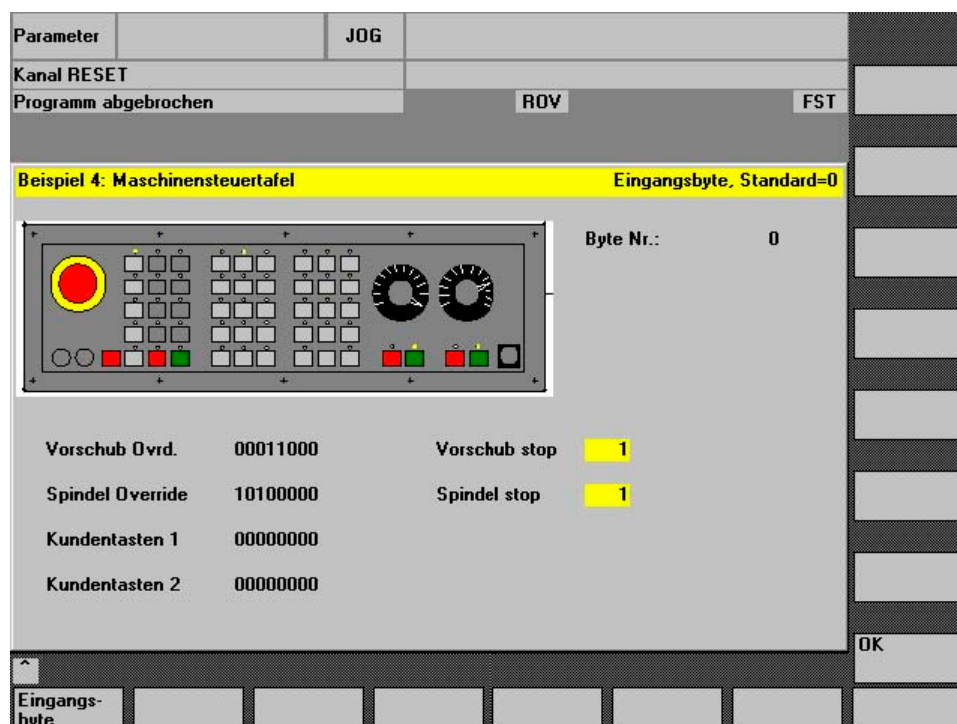 Parameter JOG
Kanal RESET
Programm abgebrochen ROV FST
Beispiel 4: Maschinensteuertafel Eingangsbyte, Standard=0
Byte Nr.: 0
Vorschub Ovrd. 00011000 Vorschub stop 1
Spindel Override 10100000 Spindel stop 1
Kundentasten 1 00000000
Kundentasten 2 00000000
OK
^
Eingangs-
byte